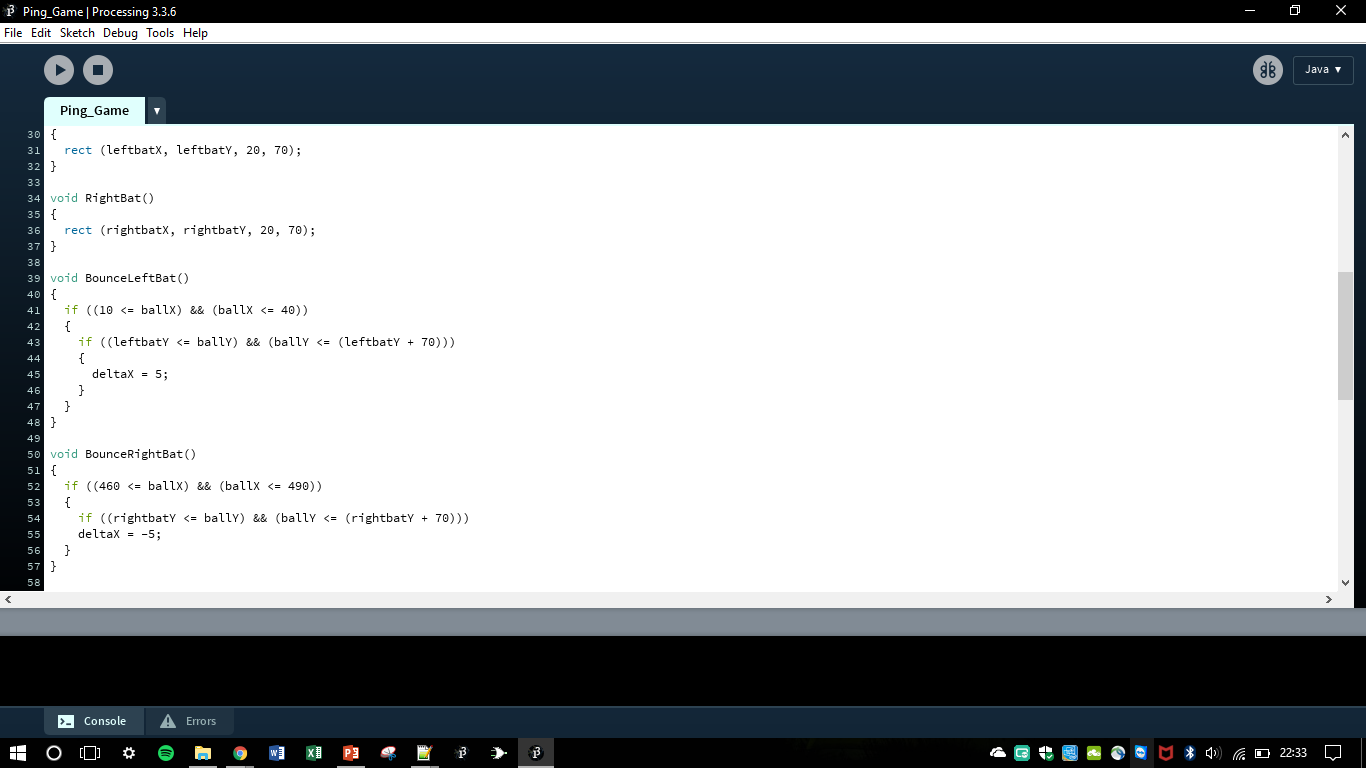 Ping_Game | Processing 3.3.6
File Edit Sketch Debug Tools Help
Java ▼
Ping_Game ▼
30 {
31   rect (leftbatX, leftbatY, 20, 70);
32 }
33
34 void RightBat()
35 {
36   rect (rightbatX, rightbatY, 20, 70);
37 }
38
39 void BounceLeftBat()
40 {
41   if ((10 <= ballX) && (ballX <= 40))
42   {
43     if ((leftbatY <= ballY) && (ballY <= (leftbatY + 70)))
44     {
45       deltaX = 5;
46     }
47   }
48 }
49
50 void BounceRightBat()
51 {
52   if ((460 <= ballX) && (ballX <= 490))
53   {
54     if ((rightbatY <= ballY) && (ballY <= (rightbatY + 70)))
55     deltaX = -5;
56   }
57 }
58
Console Errors
22:33